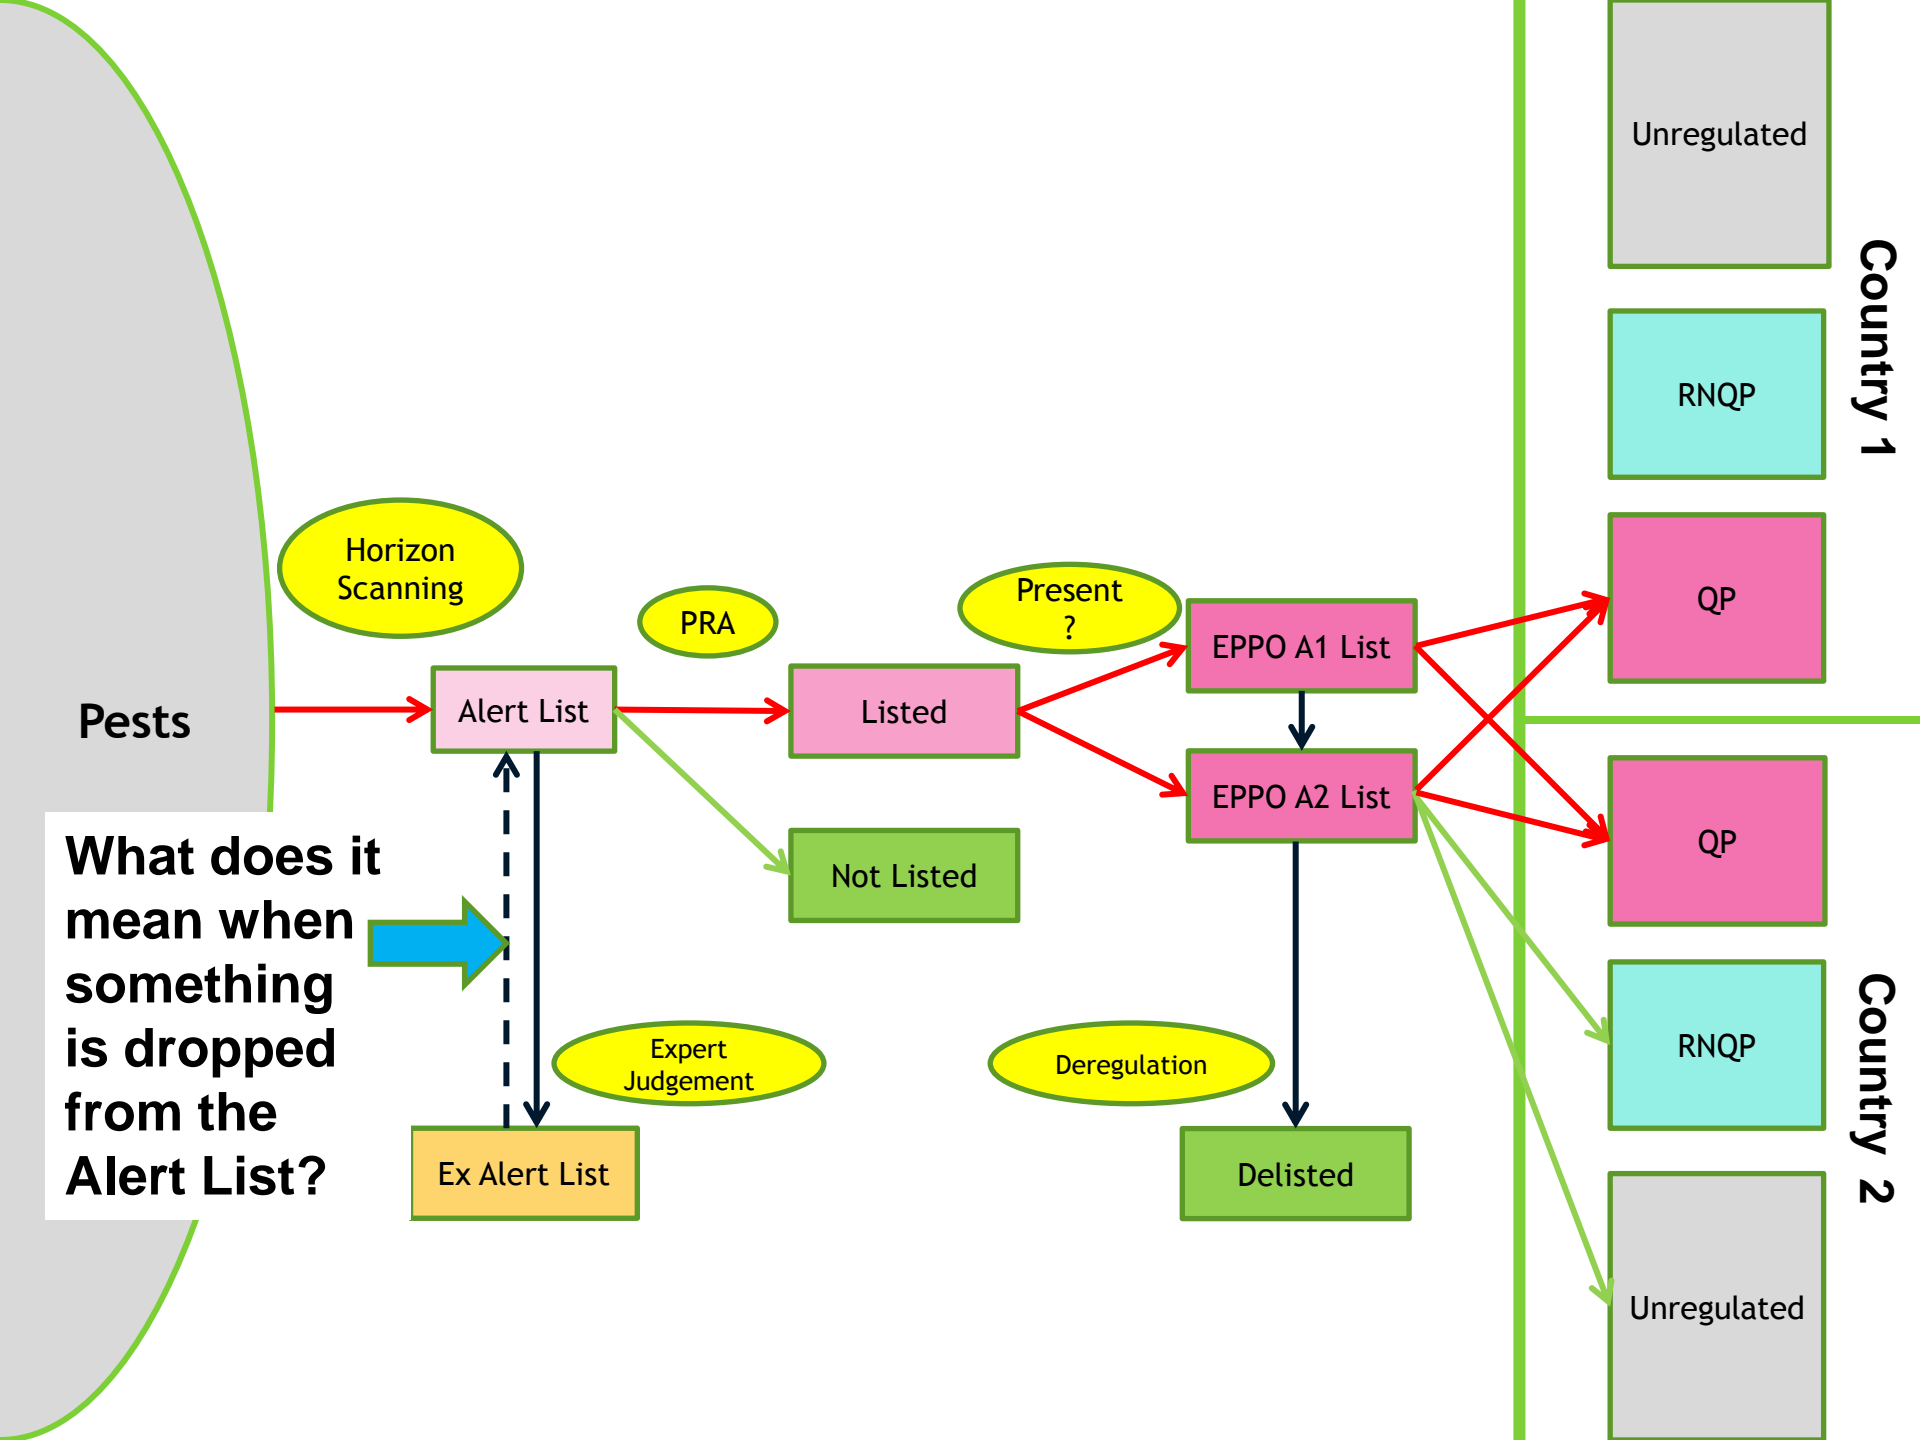 Unregulated
Country 1
RNQP
Horizon
Scanning
PRA
Present
?
QP
EPPO A1 List
Pests
Alert List
Listed
EPPO A2 List
QP
Not Listed
What does it
mean when
something
is dropped
from the
Alert List?
Expert
Judgement
Deregulation
RNQP
Country 2
Ex Alert List
Delisted
Unregulated